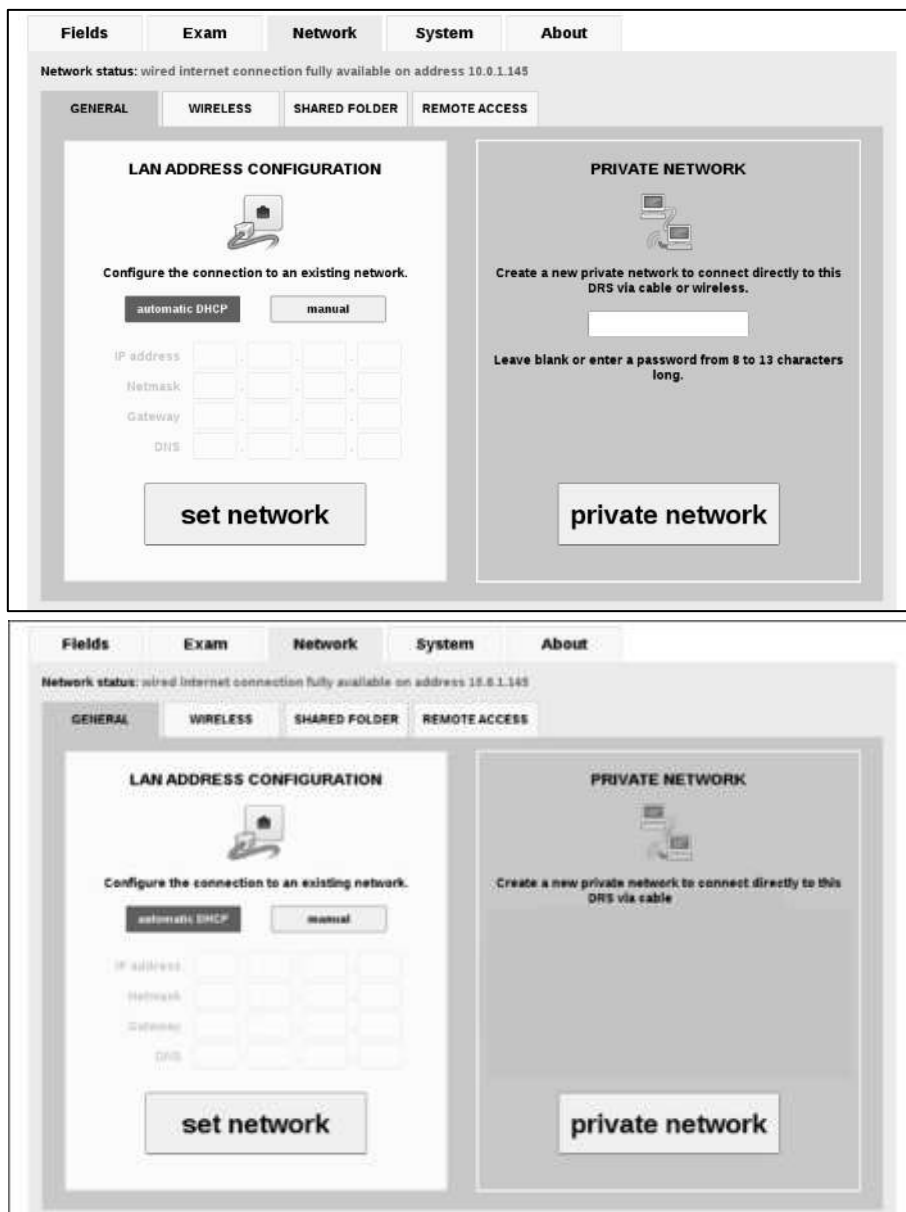 Fields Exam Network System About
Network status: wired internet connection fully available on address 10.0.1.145
GENERAL WIRELESS SHARED FOLDER REMOTE ACCESS
LAN ADDRESS CONFIGURATION
Configure the connection to an existing network.
automatic DHCP manual
IP address . . .
Netmask . . .
Gateway . . .
DNS . . .
set network
PRIVATE NETWORK
Create a new private network to connect directly to this
DRS via cable or wireless.
Leave blank or enter a password from 8 to 13 characters
long.
private network
Fields Exam Network System About
Network status: wired internet connection fully available on address
GENERAL WIRELESS SHARED FOLDER REMOTE ACCESS
LAN ADDRESS CONFIGURATION
Configure the connection to an existing network.
automatic DHCP manual
IP address
Netmask
Gateway
DNS
set network
PRIVATE NETWORK
Create a new private network to connect directly to this
DRS via cable
private network